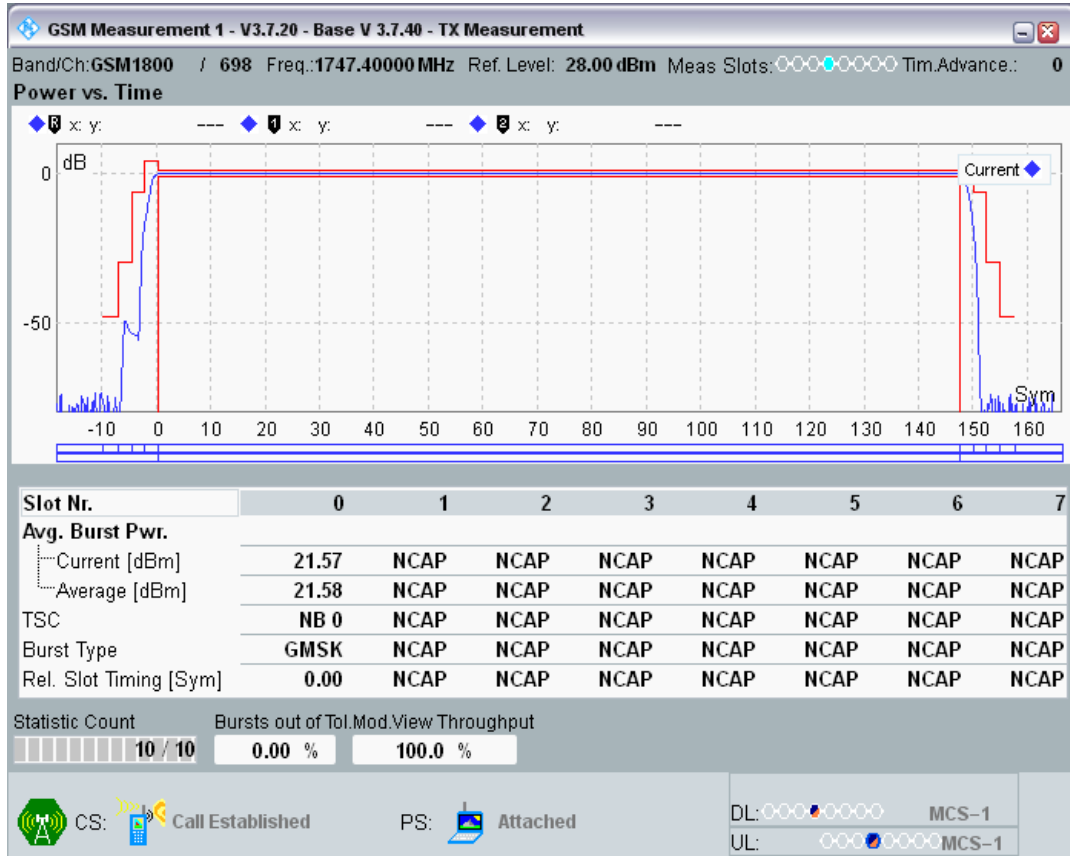 GSM Measurement 1 - V3.7.20 - Base V 3.7.40 - TX Measurement
Band/Ch:GSM1800 / 698 Freq.:1747.40000 MHz Ref. Level: 28.00 dBm Meas Slots: Tim.Advance.: 0
Power vs. Time
R x: y: --- 1 x: y: --- 2 x: y: ---
dB
Current
0
-50
Sym
-10 0 10 20 30 40 50 60 70 80 90 100 110 120 130 140 150 160
Slot Nr. 0 1 2 3 4 5 6 7
Avg. Burst Pwr.
Current [dBm] 21.57 NCAP NCAP NCAP NCAP NCAP NCAP NCAP
Average [dBm] 21.58 NCAP NCAP NCAP NCAP NCAP NCAP NCAP
TSC NB 0 NCAP NCAP NCAP NCAP NCAP NCAP NCAP
Burst Type GMSK NCAP NCAP NCAP NCAP NCAP NCAP NCAP
Rel. Slot Timing [Sym] 0.00 NCAP NCAP NCAP NCAP NCAP NCAP NCAP
Statistic Count Bursts out of Tol. Mod.View Throughput
10 / 10 0.00 % 100.0 %
CS: Call Established PS: Attached
DL: MCS-1
UL: MCS-1